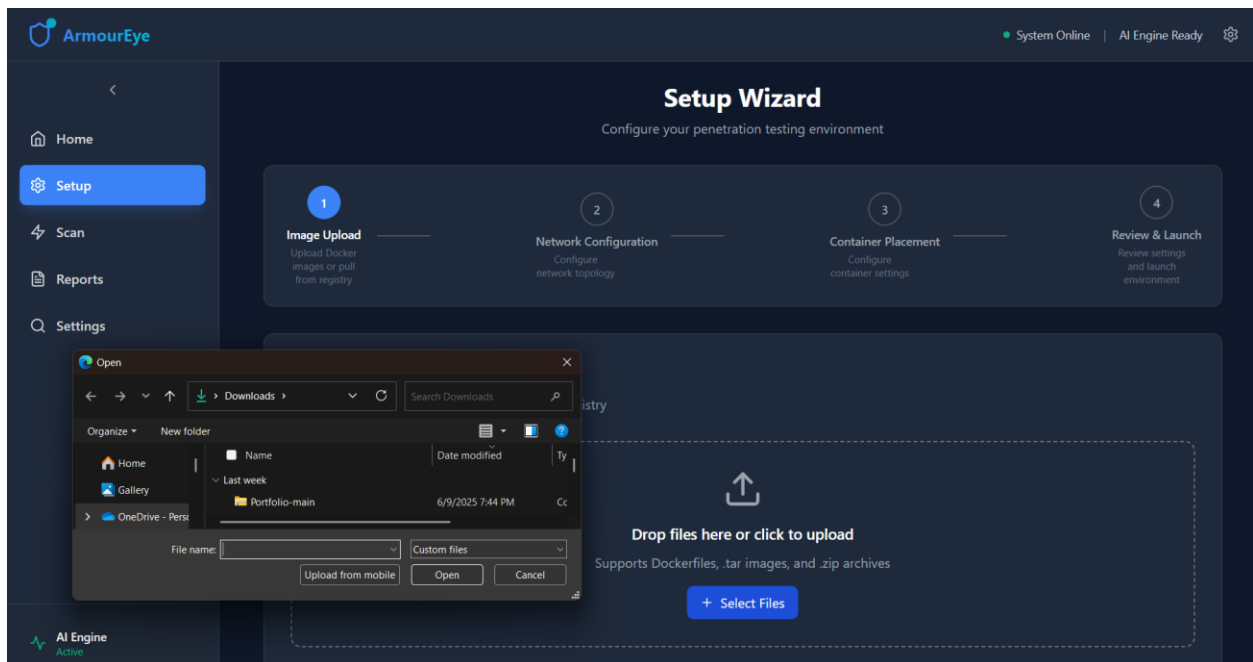 ArmourEye
System Online | AI Engine Ready
Home
Setup
Scan
Reports
Settings
AI Engine
Active
Setup Wizard
Configure your penetration testing environment
1
Image Upload
Upload Docker
images or pull
from registry
2
Network Configuration
Configure
network topology
3
Container Placement
Configure
container settings
4
Review & Launch
Review settings
and launch
environment
istry
Drop files here or click to upload
Supports Dockerfiles, .tar images, and .zip archives
+ Select Files
Open
Downloads
Search Downloads
Organize
New folder
Home
Gallery
OneDrive - Perso
Name
Date modified
Ty
Last week
Portfolio-main
6/9/2025 7:44 PM
Cc
File name:
Custom files
Upload from mobile
Open
Cancel